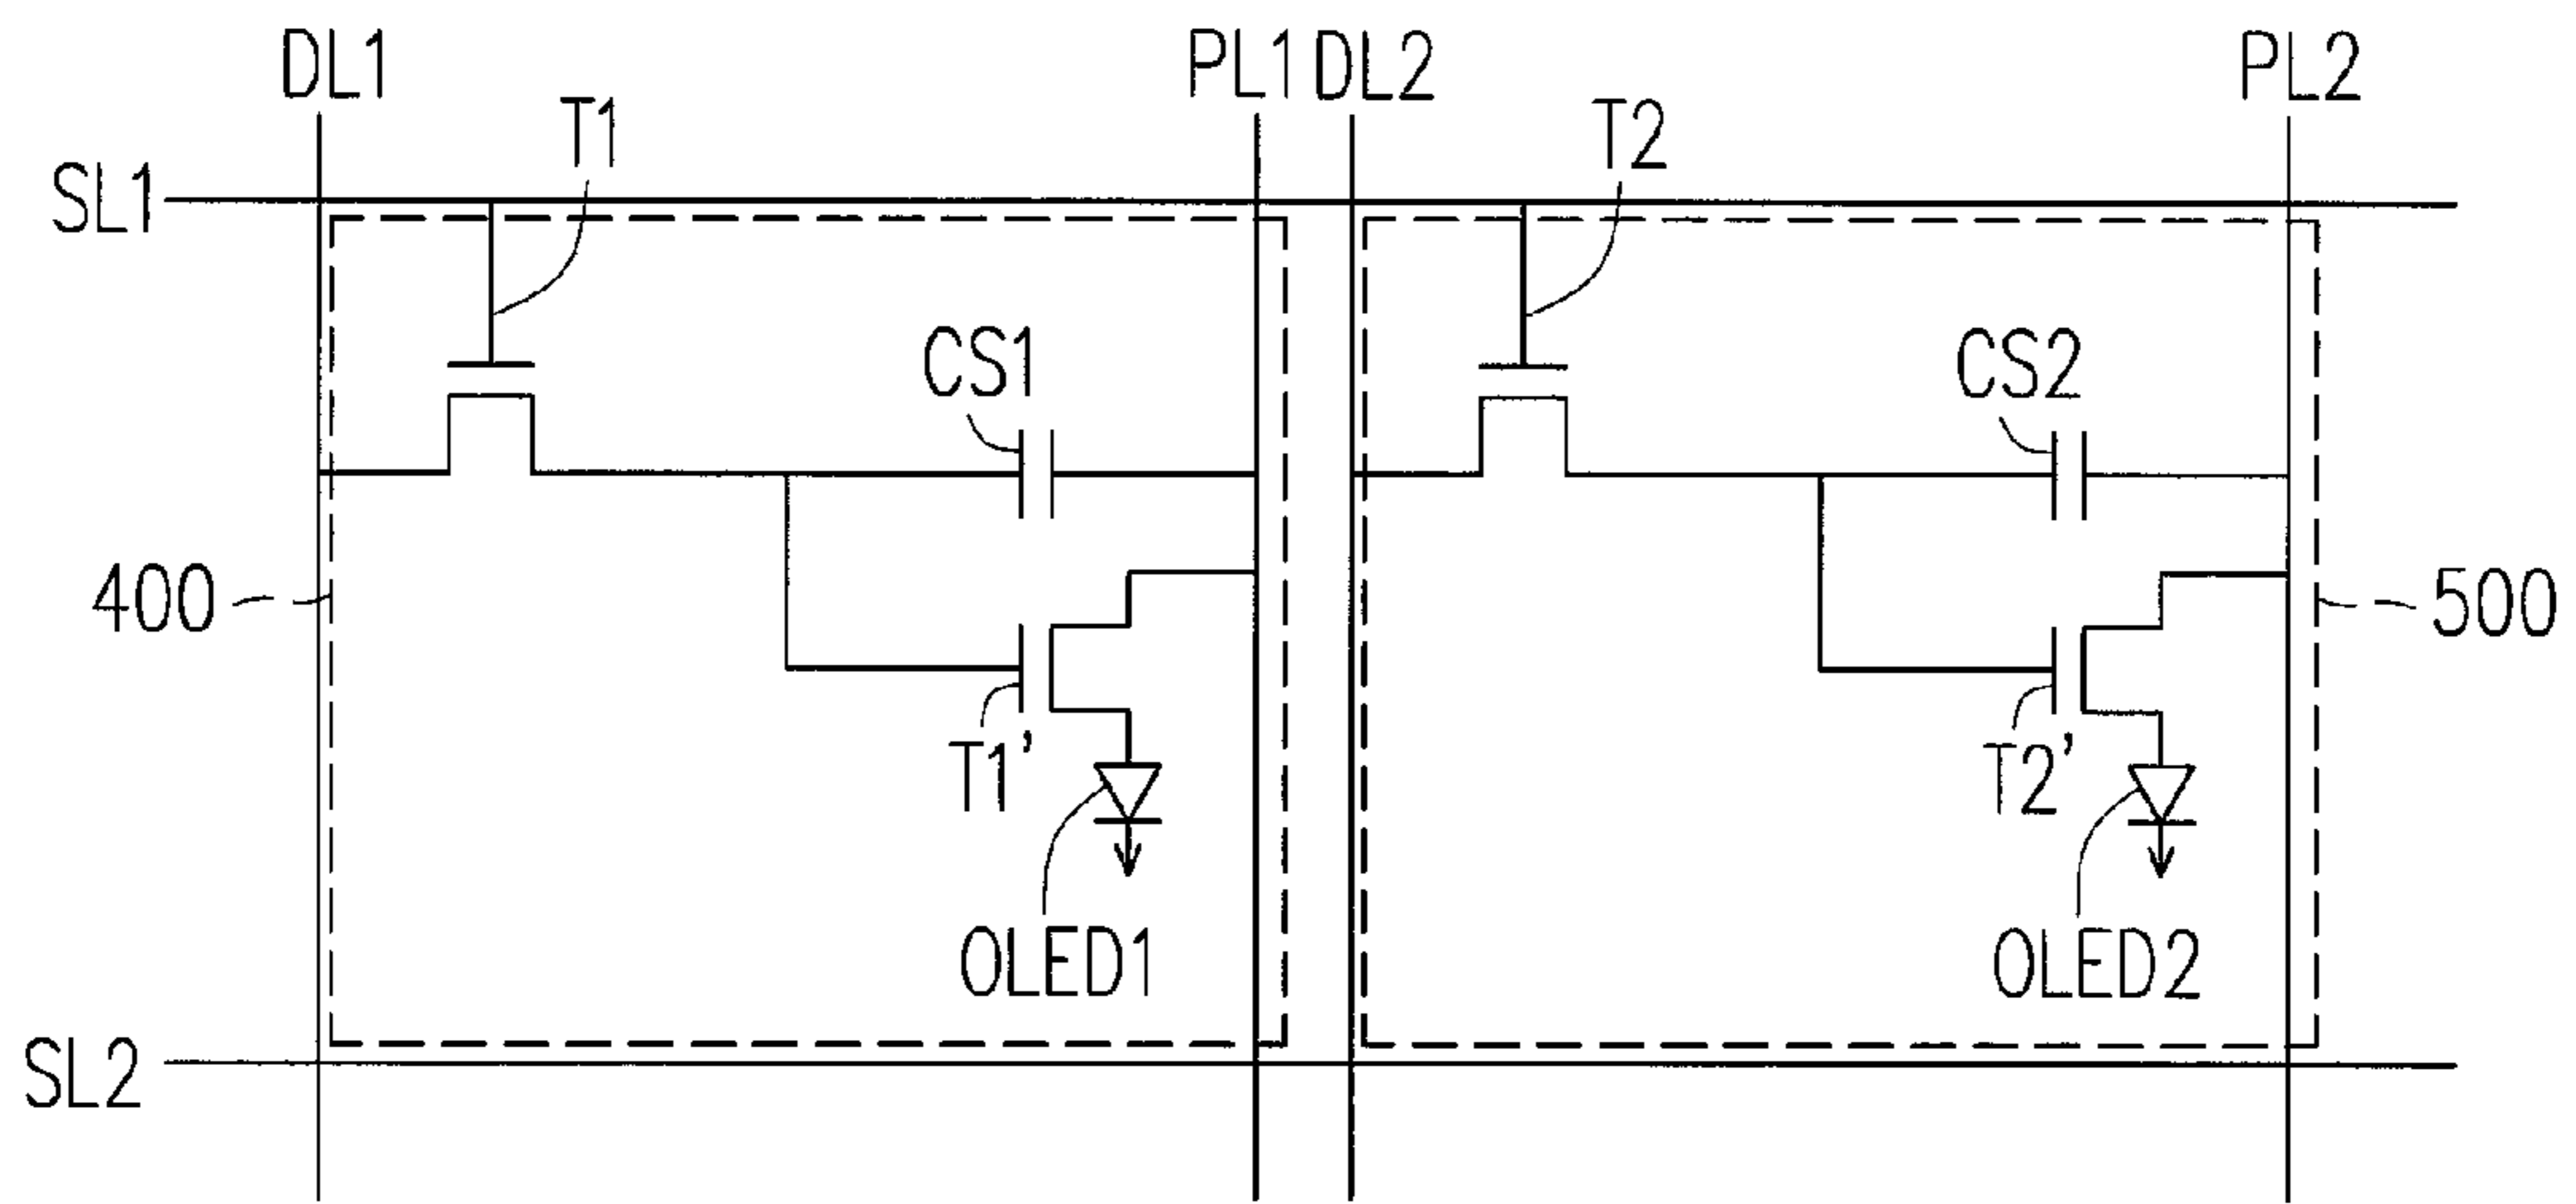 DL1
PL1
DL2
PL2
T1
T2
SL1
CS1
CS2
400
500
T1’
T2’
OLED1
OLED2
SL2